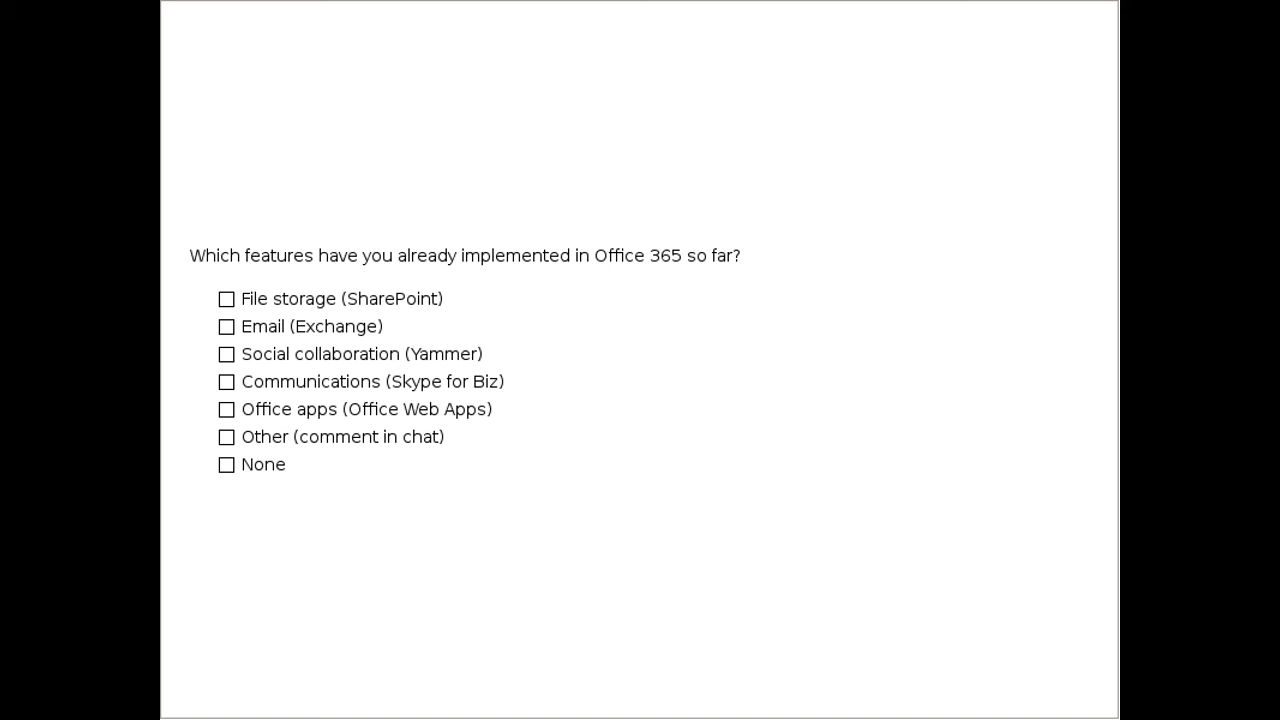 Which features have you already implemented in Office 365 so far?
File storage (SharePoint)
Email (Exchange)
Social collaboration (Yammer)
Communications (Skype for Biz)
Office apps (Office Web Apps)
Other (comment in chat)
None